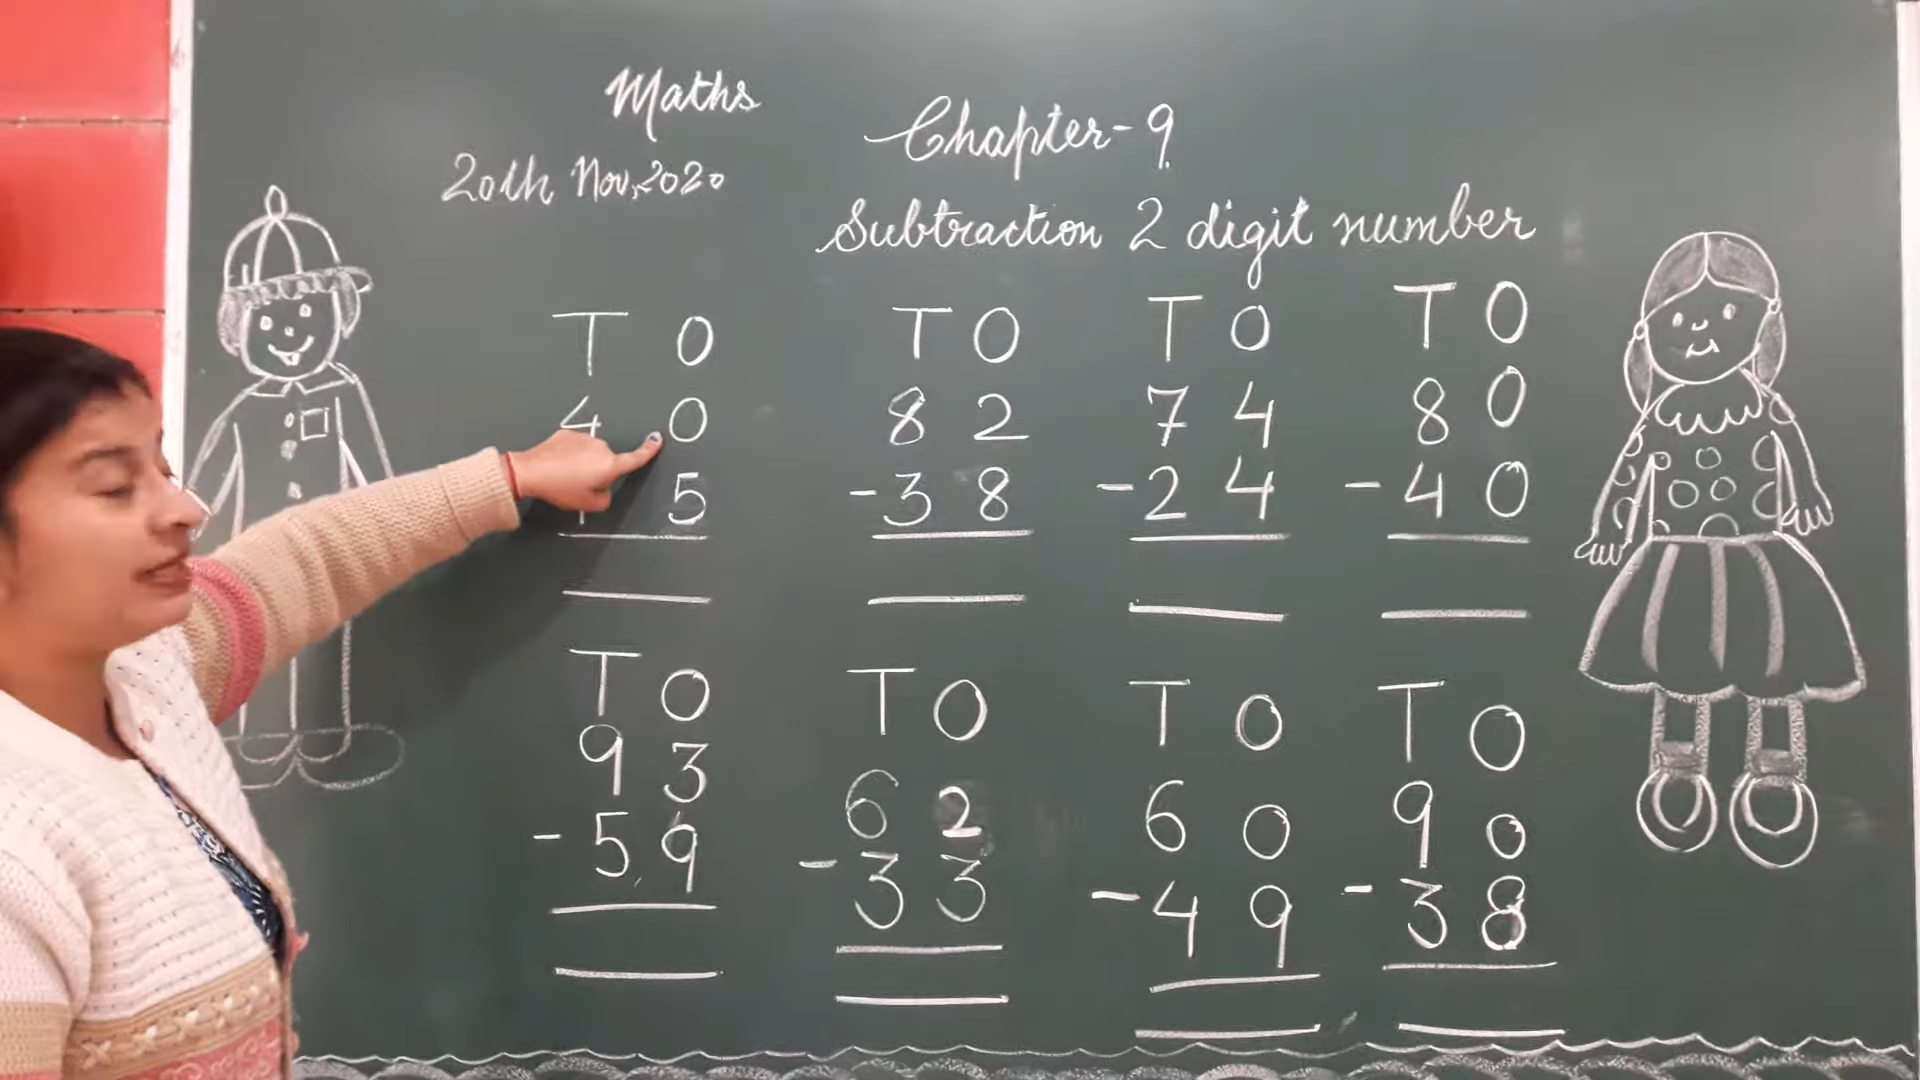 Maths
20th Nov, 2020
Chapter-9
Subtraction 2 digit number
T O
4 0
5
T O
8 2
-3 8
T O
7 4
-2 4
T O
8 0
-4 0
T O
9 3
-5 9
T O
6 2
-3 3
T O
6 0
-4 9
T O
9 0
-3 8